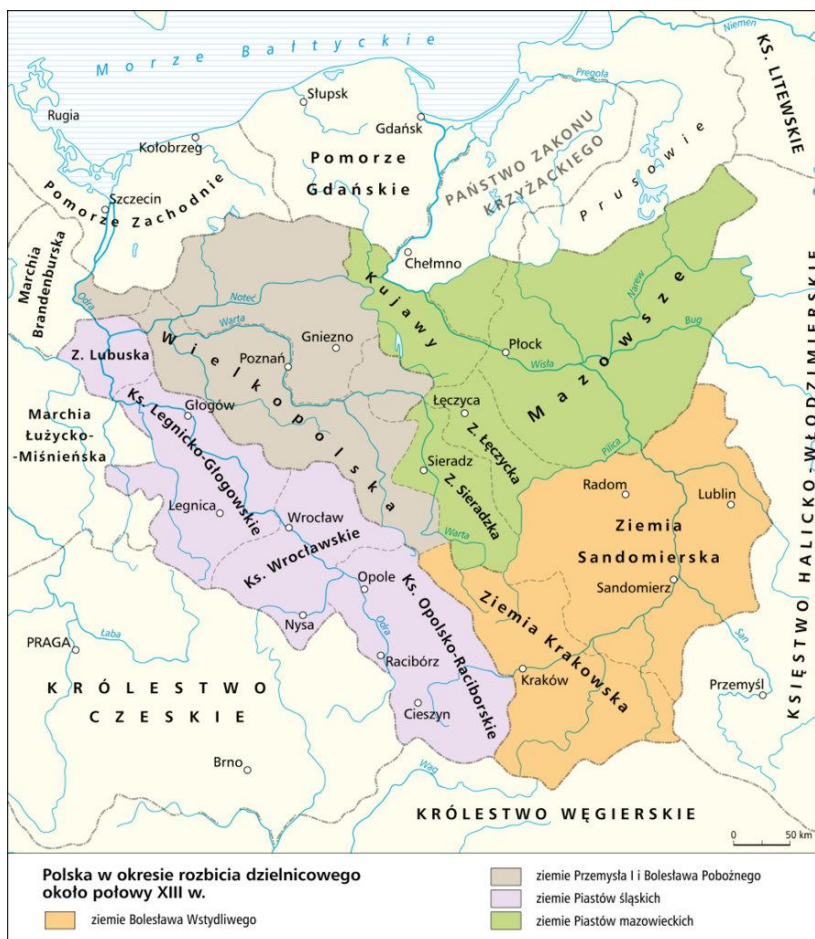 Morze Bałtyckie
Niemen
KS. LITEWSKIE
Pregoła
Rugia
Słupsk
Gdańsk
Kołobrzeg
Pomorze
Gdańskie
PAŃSTWO ZAKONU
KRZYŻACKIEGO
Prusowie
Szczecin
Pomorze Zachodnie
Marchia
Brandenburska
Chełmno
Kujawy
Odra
Noteć
Warta
Gniezno
Poznań
Wielkopolska
Płock
Wisła
Narew
Bug
Mazowsze
Z. Lubuska
Ks. Legnicko-Głogowskie
Głogów
Łęczyca
Z. Łęczycka
Marchia
Łużycko-
-Miśnieńska
Sieradz
Z. Sieradzka
Pilica
Radom
Lublin
Legnica
Wrocław
Ks. Wrocławskie
Warta
Ziemia
Sandomierska
Sandomierz
Opole
Ks. Opolsko-Raciborskie
Ziemia Krakowska
Nysa
Odra
PRAGA
Łaba
Racibórz
Kraków
San
Przemyśl
KSIĘSTWO HALICKO-WŁODZIMIERSKIE
KRÓLESTWO
CZESKIE
Cieszyn
Brno
Wag
KRÓLESTWO WĘGIERSKIE
0 50 km
Polska w okresie rozbicia dzielnicowego
około połowy XIII w.
ziemie Bolesława Wstydliwego
ziemie Przemysła I i Bolesława Pobożnego
ziemie Piastów śląskich
ziemie Piastów mazowieckich